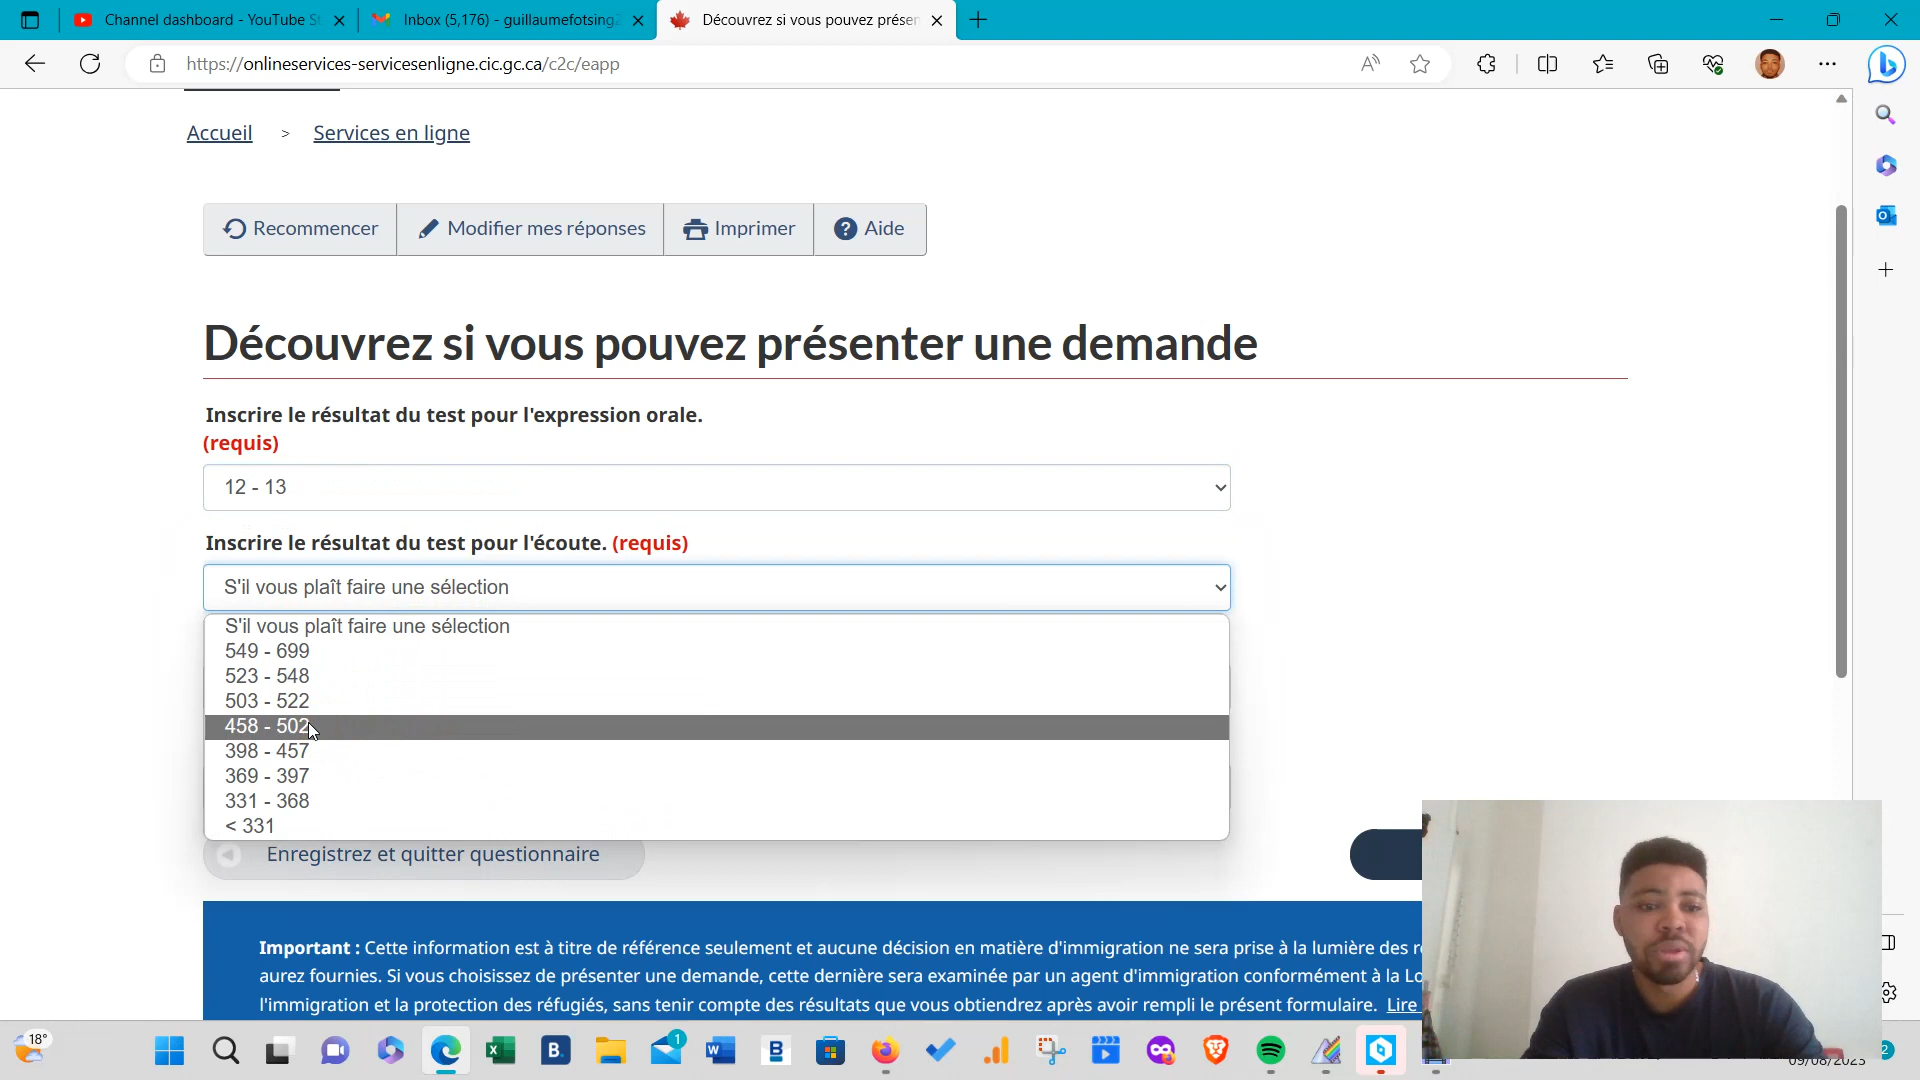 Channel dashboard - YouTube S
Inbox (5,176) - guillaumefotsing
Découvrez si vous pouvez présen
https://onlineservices-servicesenligne.cic.gc.ca/c2c/eapp
Accueil > Services en ligne
Recommencer
Modifier mes réponses
Imprimer
Aide
Découvrez si vous pouvez présenter une demande
Inscrire le résultat du test pour l'expression orale.
(requis)
12 - 13
Inscrire le résultat du test pour l'écoute. (requis)
S'il vous plaît faire une sélection
S'il vous plaît faire une sélection
549 - 699
523 - 548
503 - 522
458 - 502
398 - 457
369 - 397
331 - 368
< 331
Enregistrez et quitter questionnaire
Important : Cette information est à titre de référence seulement et aucune décision en matière d'immigration ne sera prise à la lumière des r
aurez fournies. Si vous choisissez de présenter une demande, cette dernière sera examinée par un agent d'immigration conformément à la Lo
l'immigration et la protection des réfugiés, sans tenir compte des résultats que vous obtiendrez après avoir rempli le présent formulaire. Lire
18°
1
09/08/2023
2